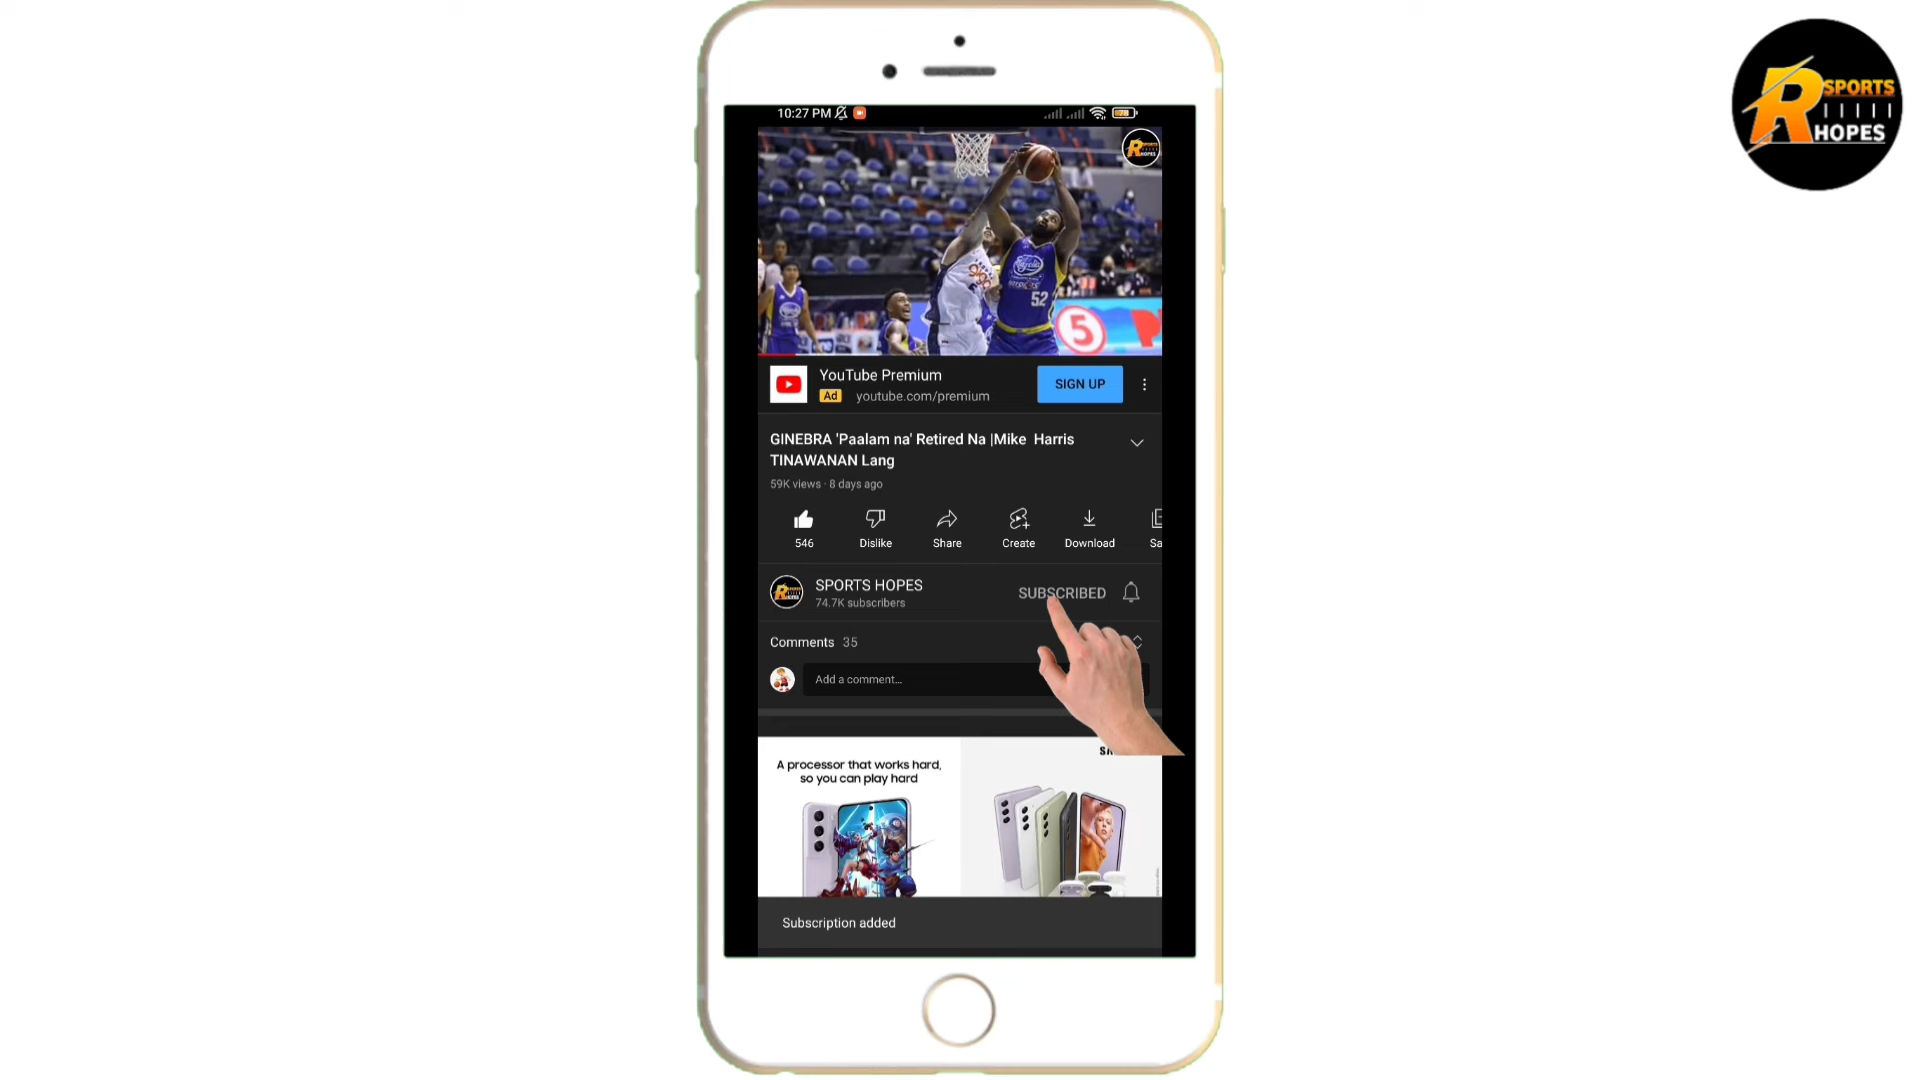 SPORTS
R
HOPES
10:27 PM
52
5
YouTube Premium
Ad youtube.com/premium
SIGN UP
GINEBRA 'Paalam na' Retired Na |Mike Harris
TINAWANAN Lang
59K views · 8 days ago
546
Dislike
Share
Create
Download
Sa
SPORTS HOPES
74.7K subscribers
SUBSCRIBED
Comments 35
Add a comment...
A processor that works hard,
so you can play hard
Subscription added